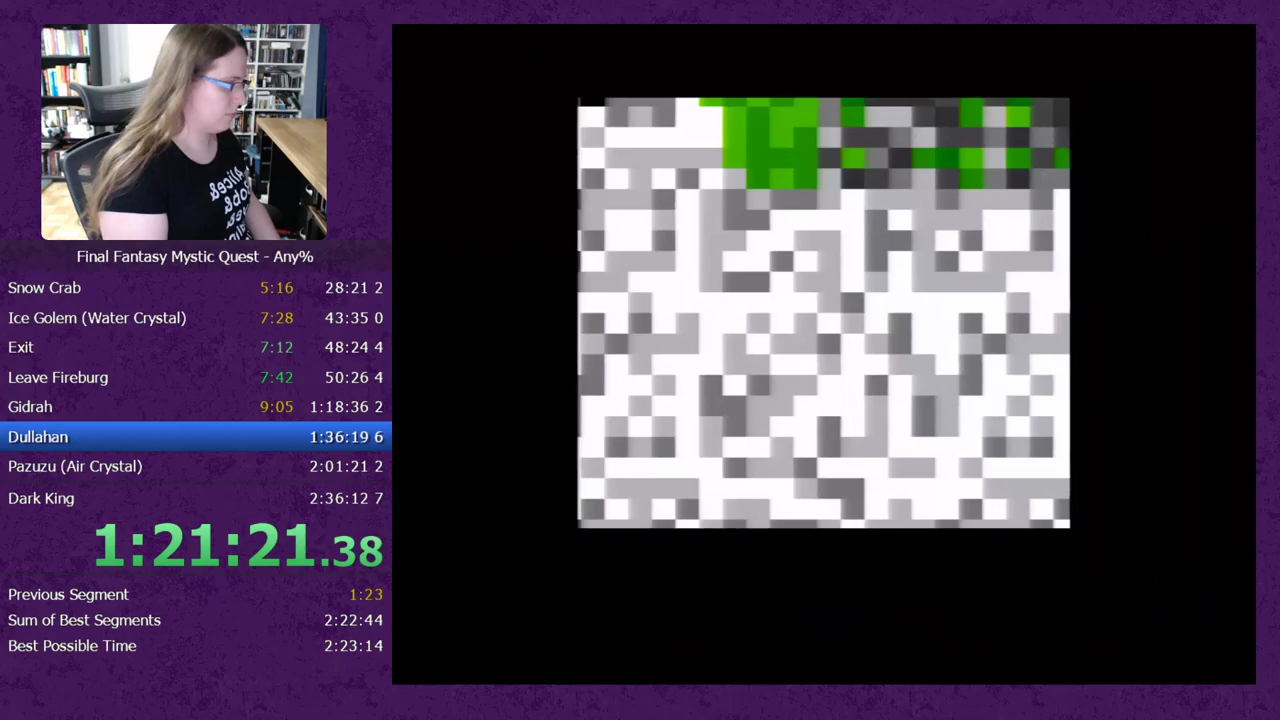 Final Fantasy Mystic Quest - Any%
Snow Crab 5:16 28:21 2
Ice Golem (Water Crystal) 7:28 43:35 0
Exit 7:12 48:24 4
Leave Fireburg 7:42 50:26 4
Gidrah 9:05 1:18:36 2
Dullahan 1:36:19 6
Pazuzu (Air Crystal) 2:01:21 2
Dark King 2:36:12 7
1:21:21.38
Previous Segment 1:23
Sum of Best Segments 2:22:44
Best Possible Time 2:23:14